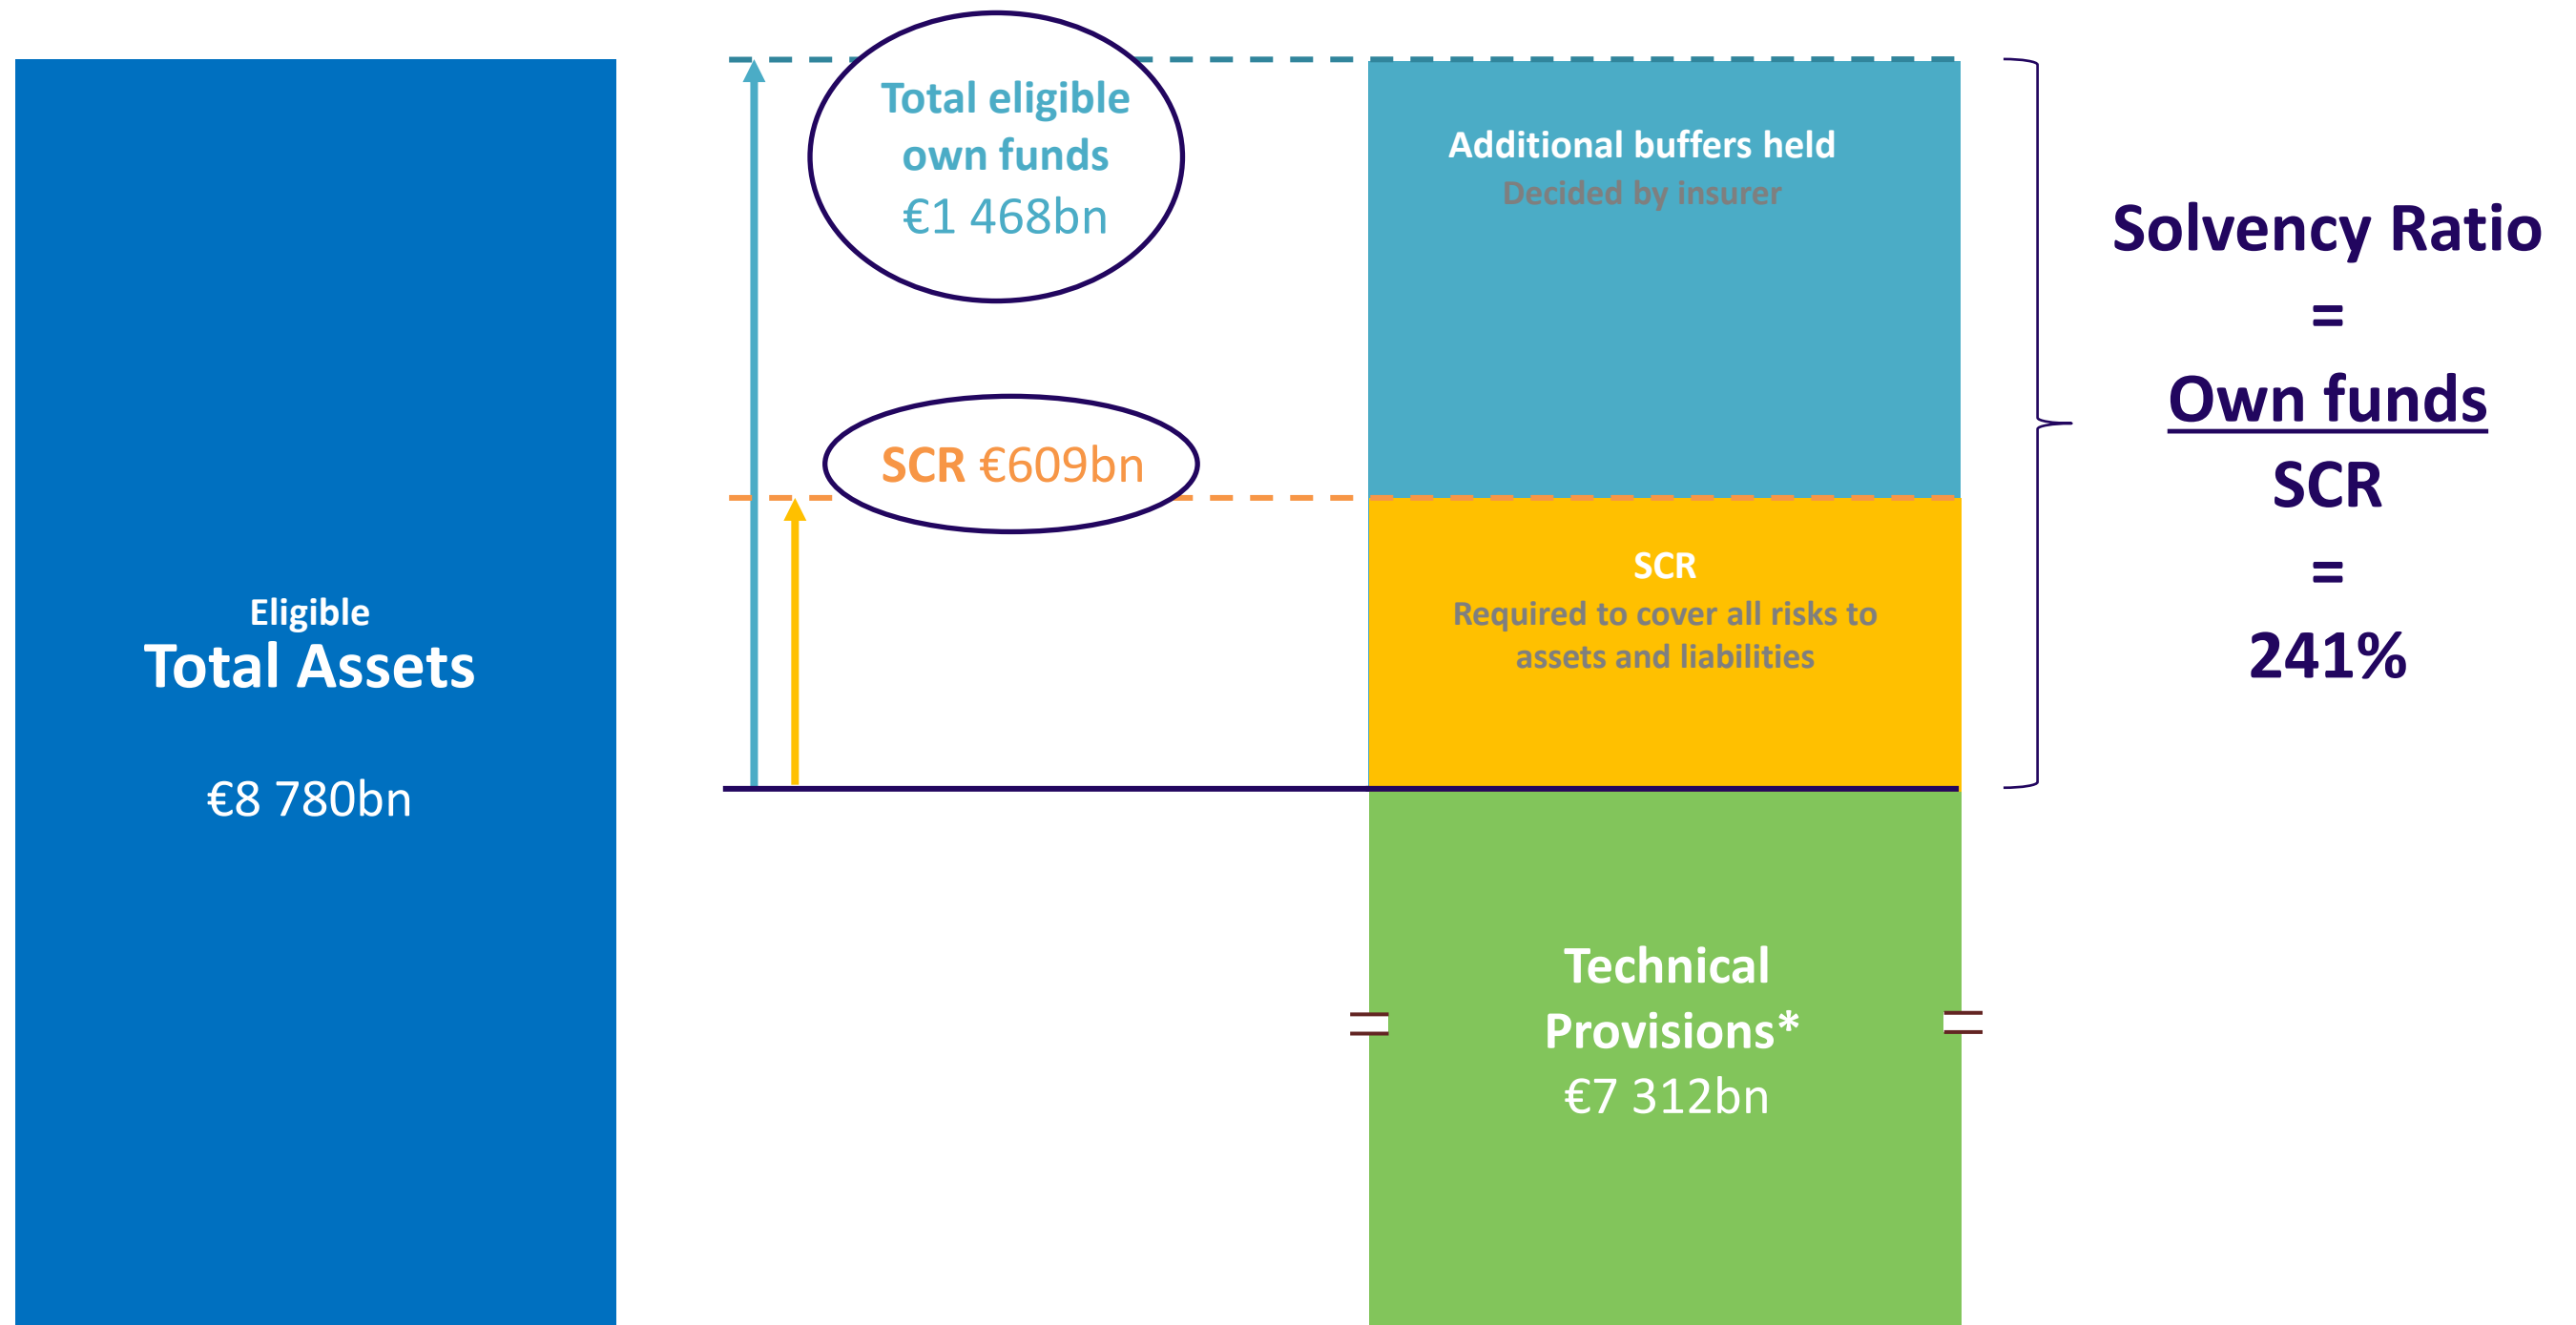 Eligible
Total Assets
€8 780bn
Total eligible
own funds
€1 468bn
SCR €609bn
Additional buffers held
Decided by insurer
SCR
Required to cover all risks to
assets and liabilities
Technical
Provisions*
€7 312bn
Solvency Ratio
=
Own funds
SCR
=
241%